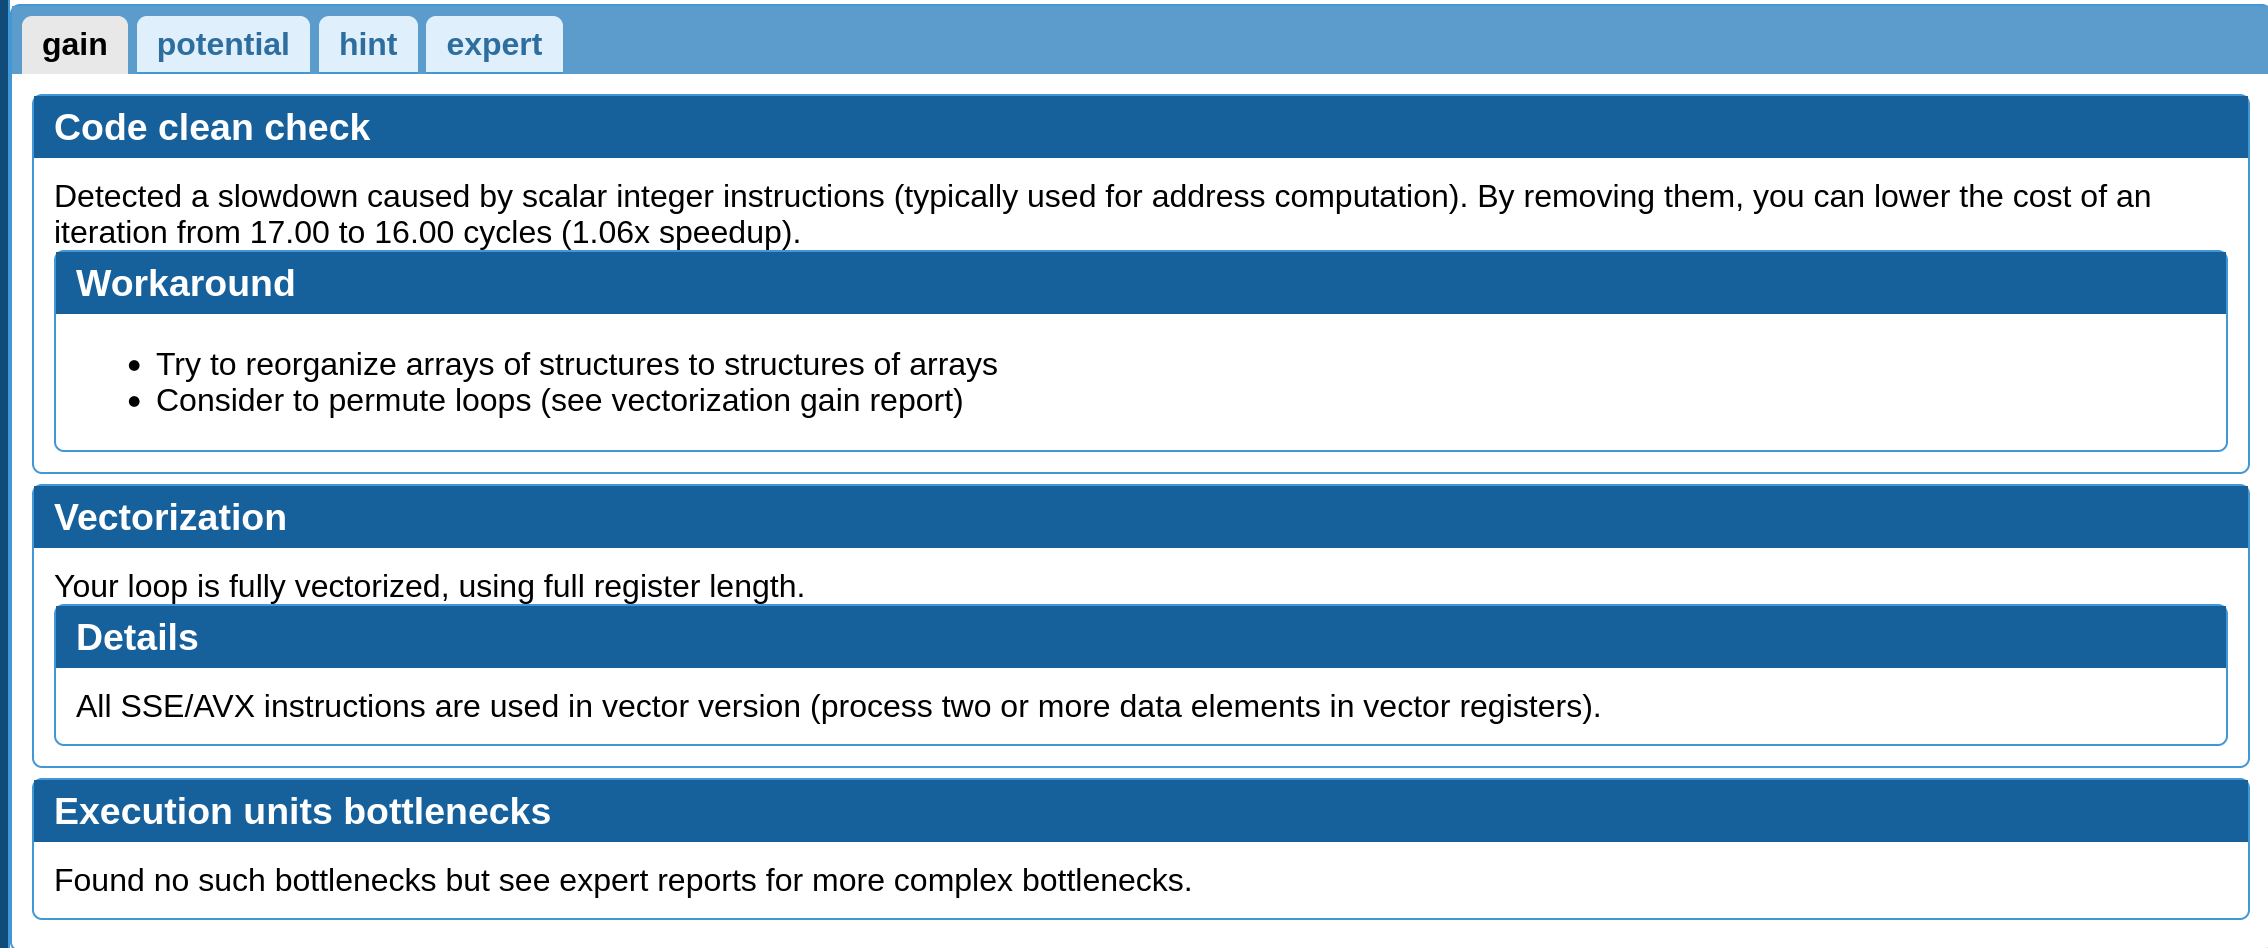 gain potential hint expert
Code clean check
Detected a slowdown caused by scalar integer instructions (typically used for address computation). By removing them, you can lower the cost of an
iteration from 17.00 to 16.00 cycles (1.06x speedup).
Workaround
• Try to reorganize arrays of structures to structures of arrays
• Consider to permute loops (see vectorization gain report)
Vectorization
Your loop is fully vectorized, using full register length.
Details
All SSE/AVX instructions are used in vector version (process two or more data elements in vector registers).
Execution units bottlenecks
Found no such bottlenecks but see expert reports for more complex bottlenecks.